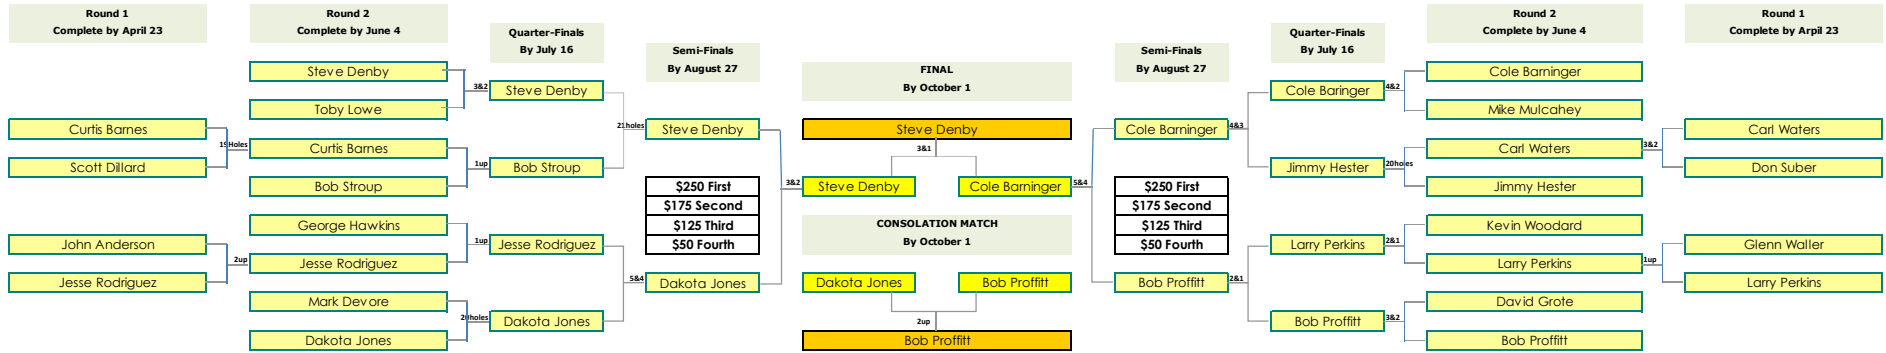 Round 1
Complete by April 23
Round 2
Complete by June 4
Quarter-Finals
By July 16
Semi-Finals
By August 27
FINAL
By October 1
Semi-Finals
By August 27
Quarter-Finals
By July 16
Round 2
Complete by June 4
Round 1
Complete by Arpil 23
Curtis Barnes
Scott Dillard
19Holes
John Anderson
Jesse Rodriguez
2up
Steve Denby
Toby Lowe
3&2
Curtis Barnes
Bob Stroup
1up
George Hawkins
Jesse Rodriguez
1up
Mark Devore
Dakota Jones
20holes
Steve Denby
Bob Stroup
21holes
Jesse Rodriguez
Dakota Jones
5&4
Steve Denby
$250 First
$175 Second
$125 Third
$50 Fourth
Dakota Jones
3&2
Steve Denby
3&1
Steve Denby
Cole Barninger
CONSOLATION MATCH
By October 1
Dakota Jones
Bob Proffitt
2up
Bob Proffitt
5&4
Cole Barninger
$250 First
$175 Second
$125 Third
$50 Fourth
Bob Proffitt
4&3
2&1
Cole Baringer
Jimmy Hester
Larry Perkins
Bob Proffitt
4&2
20holes
2&1
3&2
Cole Barninger
Mike Mulcahey
Carl Waters
Jimmy Hester
Kevin Woodard
Larry Perkins
David Grote
Bob Proffitt
3&2
1up
Carl Waters
Don Suber
Glenn Waller
Larry Perkins